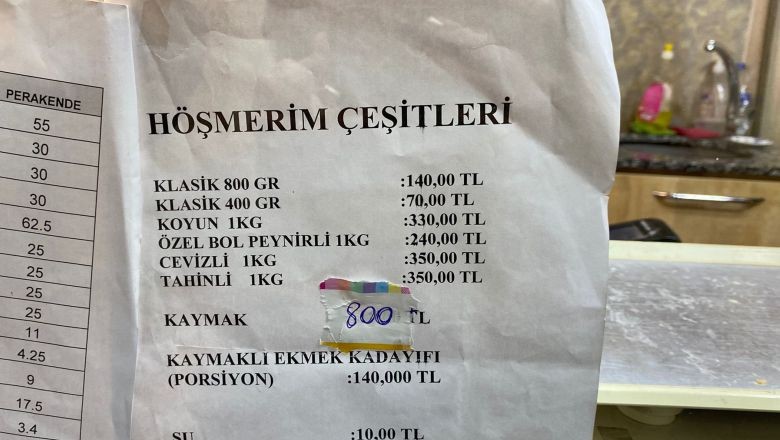 PERAKENDE
55
30
30
30
62.5
25
25
25
25
11
4.25
9
17.5
3.4
HÖŞMERİM ÇEŞİTLERİ
KLASİK 800 GR :140,00 TL
KLASİK 400 GR :70,00 TL
KOYUN 1KG :330,00 TL
ÖZEL BOL PEYNİRLİ 1KG :240,00 TL
CEVİZLİ 1KG :350,00 TL
TAHİNLİ 1KG :350,00 TL
KAYMAK 800 TL
KAYMAKLI EKMEK KADAYIFI
(PORSİYON) :140,000 TL
SU :10,00 TL